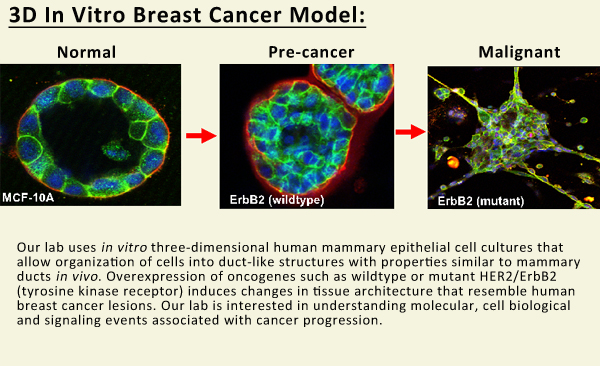 3D In Vitro Breast Cancer Model:
Normal
Pre-cancer
Malignant
MCF-10A
ErbB2 (wildtype)
ErbB2 (mutant)
Our lab uses in vitro three-dimensional human mammary epithelial cell cultures that
allow organization of cells into duct-like structures with properties similar to mammary
ducts in vivo. Overexpression of oncogenes such as wildtype or mutant HER2/ErbB2
(tyrosine kinase receptor) induces changes in tissue architecture that resemble human
breast cancer lesions. Our lab is interested in understanding molecular, cell biological
and signaling events associated with cancer progression.